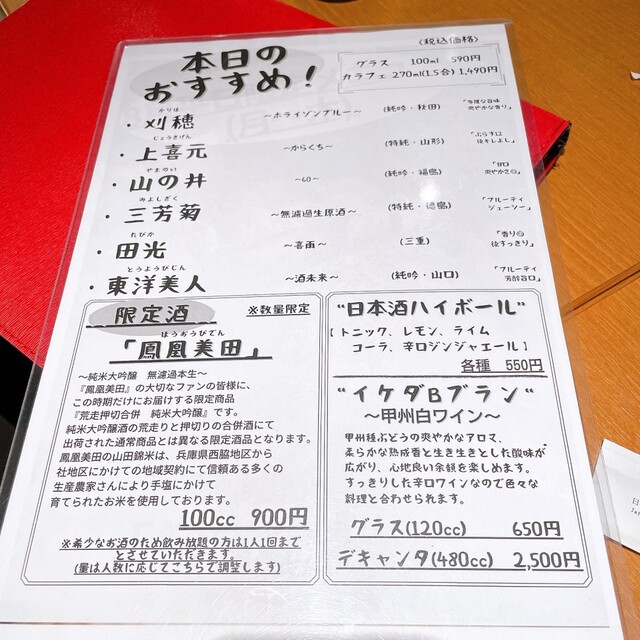 本日の
おすすめ!
〈税込価格〉
グラス 100ml 590円
カラフェ 270ml(1.5合) 1,490円
かりほ
・刈穂 ～ホライゾンブルー～ (純吟・秋田) 「多様な旨味 爽やかな香り」
じょうきげん
・上喜元 ～からくち～ (特純・山形) 「ぶらす口 後キレよし」
やまのい
・山の井 ～60～ (純吟・福島) 「甘口 爽やかさ◎」
みよしぎく
・三芳菊 ～無濾過生原酒～ (特純・徳島) 「フルーティ ジューシー」
れびか
・田光 ～喜雨～ (三重) 「香り◎ 後すっきり」
とうようびじん
・東洋美人 ～酒未来～ (純吟・山口) 「フルーティ 芳醇旨口」
限定酒 ※数量限定
ほうおうびでん
「鳳凰美田」
～純米大吟醸 無濾過本生～
『鳳凰美田』の大切なファンの皆様に、
この時期だけにお届けする限定商品
『荒走押切合併 純米大吟醸』です。
純米大吟醸酒の荒走りと押切りの合併酒にて
出荷された通常商品とは異なる限定酒品となります。
鳳凰美田の山田錦米は、兵庫県西脇地区から
社地区にかけての地域契約にて信頼ある多くの
生産農家さんにより手塩にかけて
育てられたお米を使用しております。
100cc 900円
※希少なお酒のため飲み放題の方は1人1回まで
とさせていただきます。
(量は人数に応じてこちらで調整します)
“日本酒ハイボール”
[ トニック、レモン、ライム
コーラ、辛口ジンジャエール ]
各種 550円
“イケダBブラン”
～甲州白ワイン～
甲州種ぶどうの爽やかなアロマ、
柔らかな熟成香と生き生きとした酸味が
広がり、心地良い余韻を楽しめます。
すっきりした辛口ワインなので色々な
料理と合わせられます。
グラス(120cc) 650円
デキャンタ(480cc) 2,500円